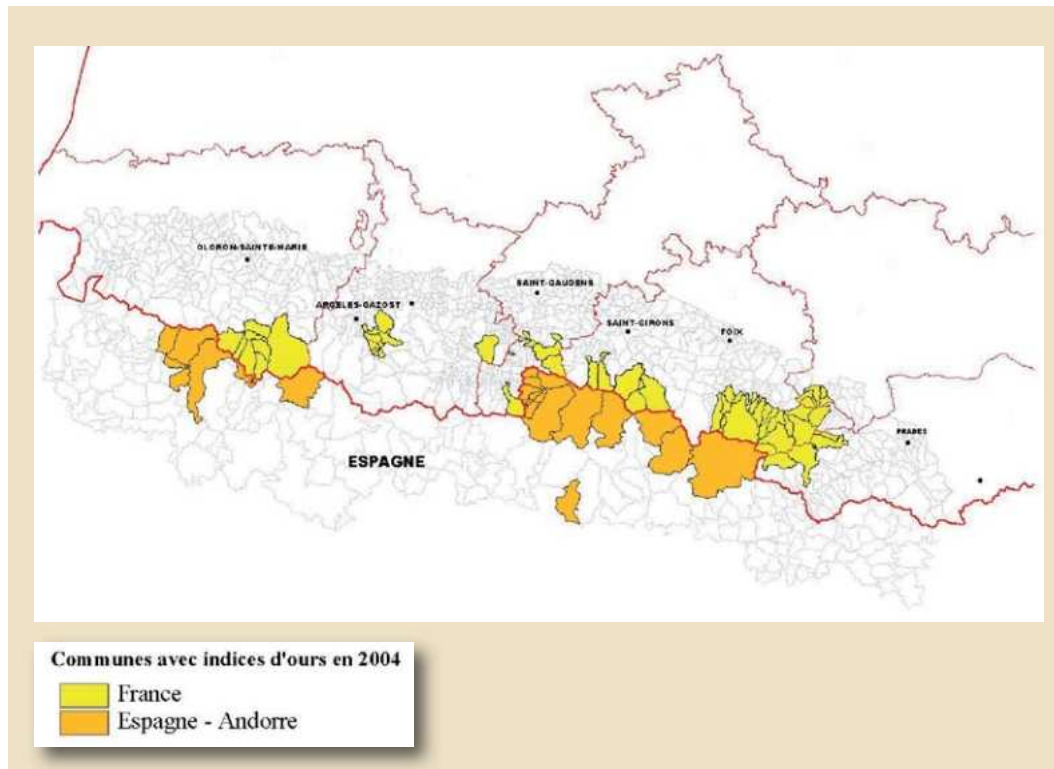 OLORON-SAINTE-MARIE
SAINT-GAUDENS
ARGELES-GAZOST
SAINT-GIRONS
FOIX
PRADES
ESPAGNE
Communes avec indices d'ours en 2004
France
Espagne - Andorre